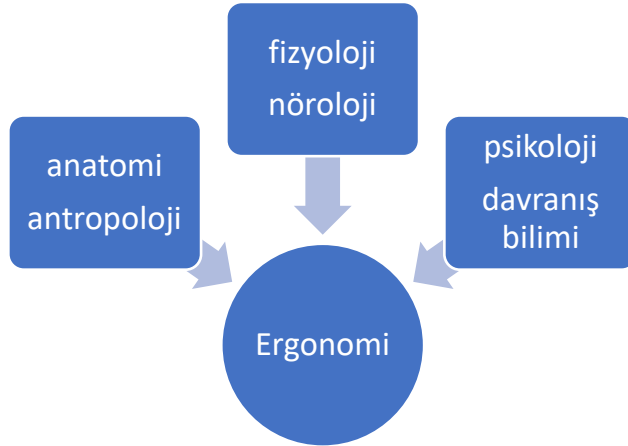 fizyoloji
nöroloji
anatomi
antropoloji
psikoloji
davranış
bilimi
Ergonomi